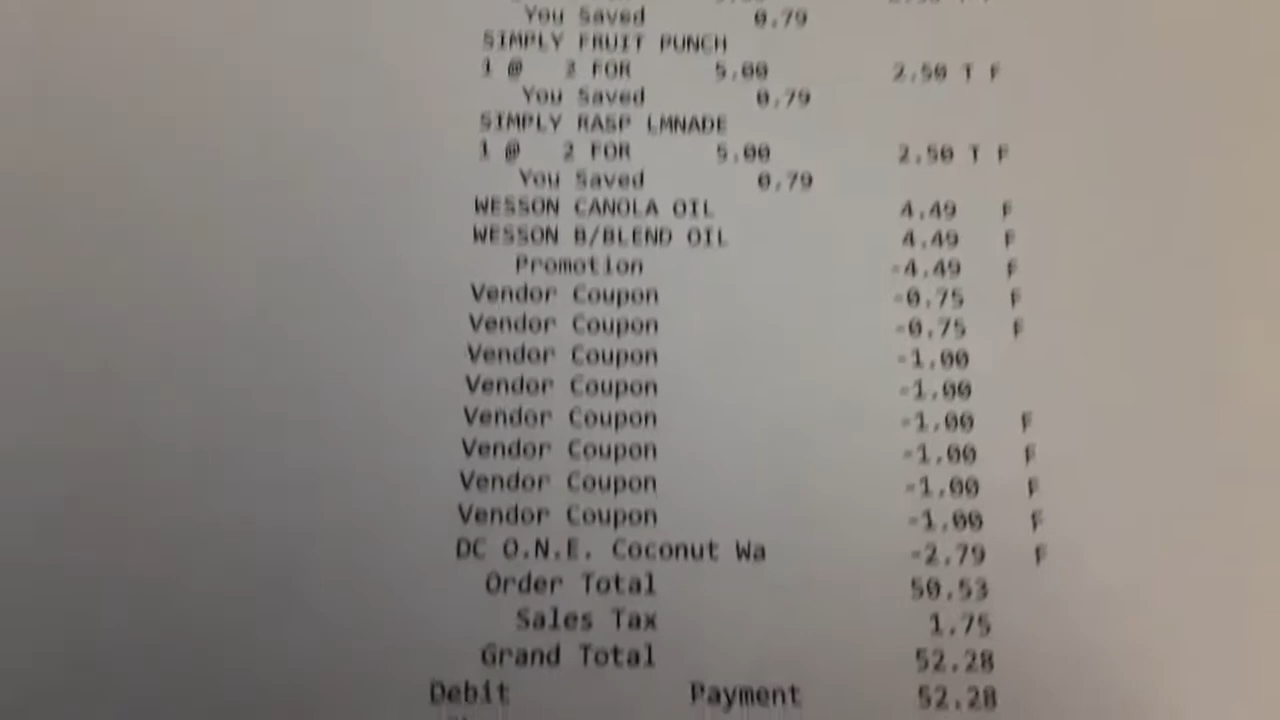 You Saved 0.79
SIMPLY FRUIT PUNCH
1 @ 2 FOR 5.00 2.50 T F
You Saved 0.79
SIMPLY RASP LMNADE
1 @ 2 FOR 5.00 2.50 T F
You Saved 0.79
WESSON CANOLA OIL 4.49 F
WESSON B/BLEND OIL 4.49 F
Promotion -4.49 F
Vendor Coupon -0.75 F
Vendor Coupon -0.75 F
Vendor Coupon -1.00
Vendor Coupon -1.00
Vendor Coupon -1.00 F
Vendor Coupon -1.00 F
Vendor Coupon -1.00 F
Vendor Coupon -1.00 F
DC O.N.E. Coconut Wa -2.79 F
Order Total 50.53
Sales Tax 1.75
Grand Total 52.28
Debit Payment 52.28